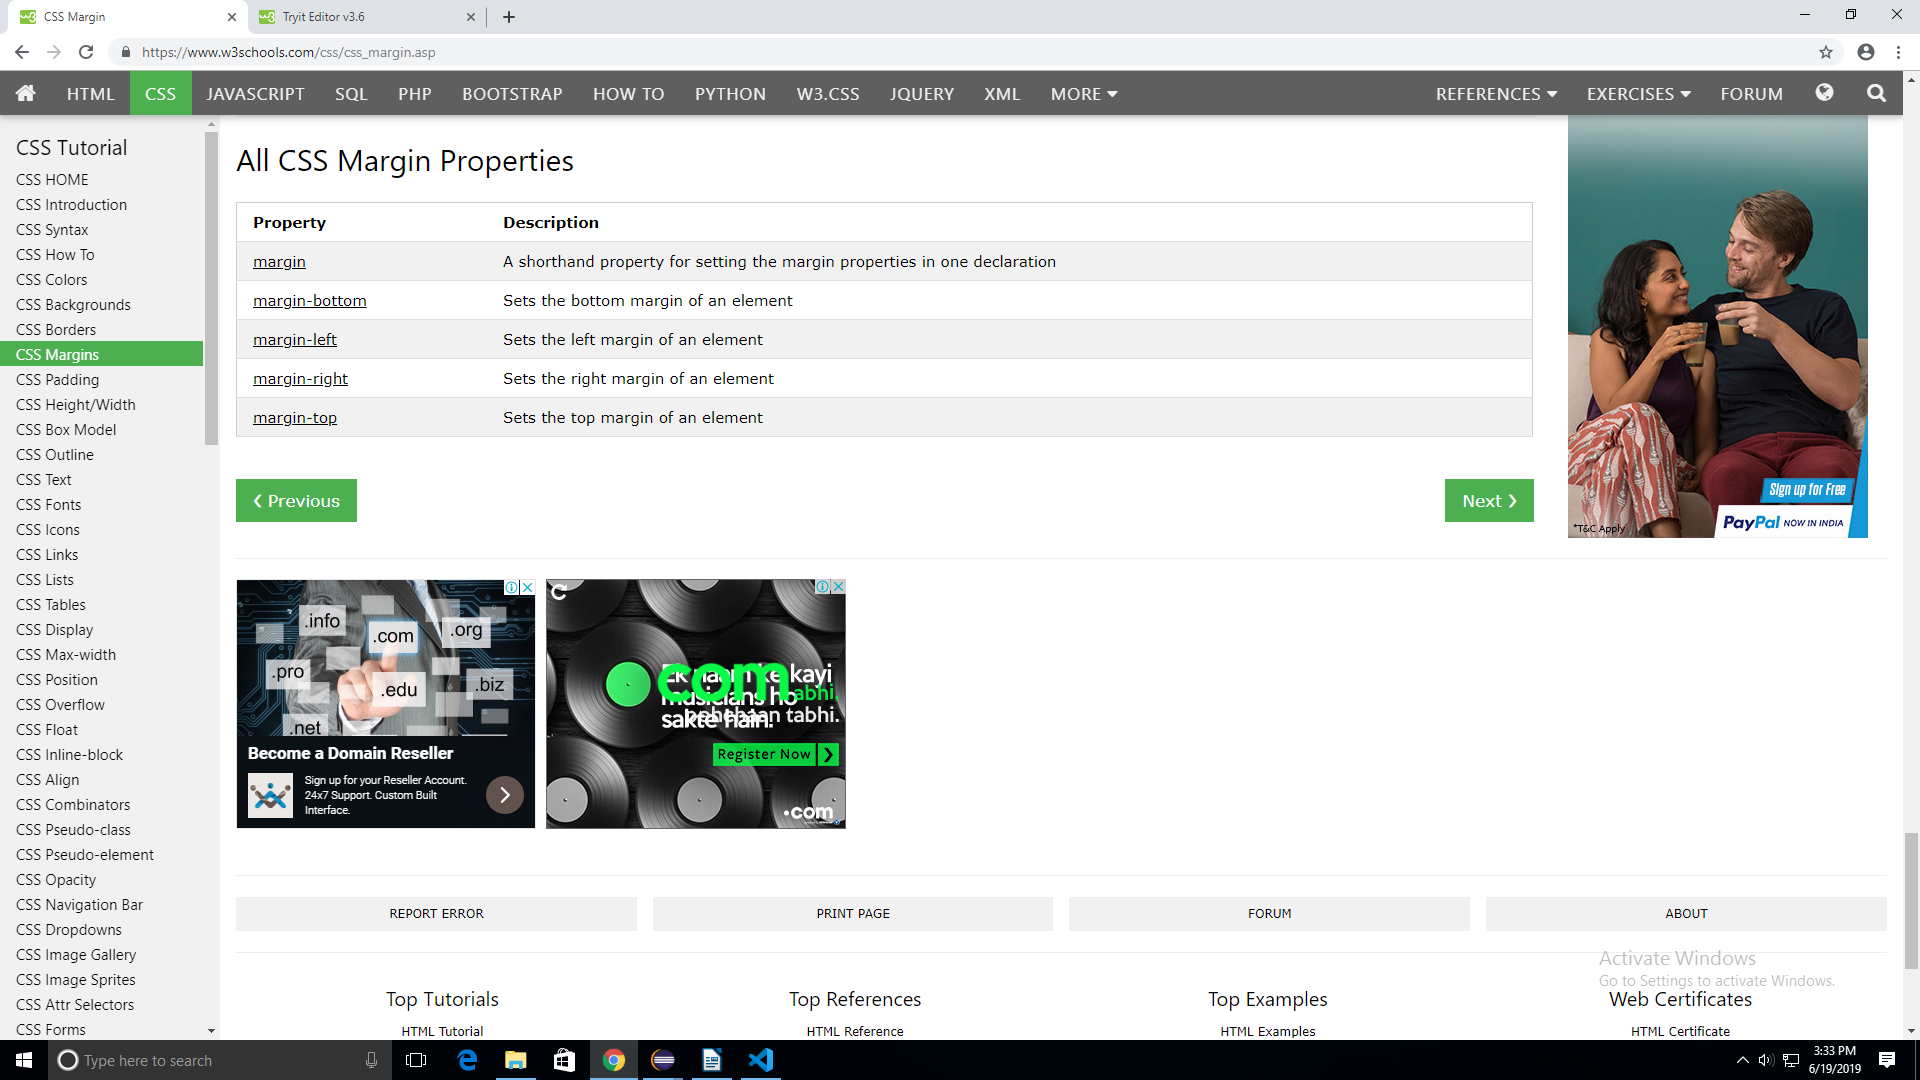 CSS Margin
Tryit Editor v3.6
https://www.w3schools.com/css/css_margin.asp
HTML CSS JAVASCRIPT SQL PHP BOOTSTRAP HOW TO PYTHON W3.CSS JQUERY XML MORE REFERENCES EXERCISES FORUM
CSS Tutorial
CSS HOME
CSS Introduction
CSS Syntax
CSS How To
CSS Colors
CSS Backgrounds
CSS Borders
CSS Margins
CSS Padding
CSS Height/Width
CSS Box Model
CSS Outline
CSS Text
CSS Fonts
CSS Icons
CSS Links
CSS Lists
CSS Tables
CSS Display
CSS Max-width
CSS Position
CSS Overflow
CSS Float
CSS Inline-block
CSS Align
CSS Combinators
CSS Pseudo-class
CSS Pseudo-element
CSS Opacity
CSS Navigation Bar
CSS Dropdowns
CSS Image Gallery
CSS Image Sprites
CSS Attr Selectors
CSS Forms
All CSS Margin Properties
Property Description
margin A shorthand property for setting the margin properties in one declaration
margin-bottom Sets the bottom margin of an element
margin-left Sets the left margin of an element
margin-right Sets the right margin of an element
margin-top Sets the top margin of an element
❮ Previous
Next ❯
Sign up for Free
*T&C Apply
PayPal NOW IN INDIA
.info
.com
.org
.pro
.edu
.biz
.net
Become a Domain Reseller
Sign up for your Reseller Account.
24x7 Support. Custom Built
Interface.
com
Ek naam ke kayi
musicians ho
sakte hain.
abhi.
pehchaan tabhi.
Register Now
.com
REPORT ERROR
PRINT PAGE
FORUM
ABOUT
Activate Windows
Go to Settings to activate Windows.
Top Tutorials
HTML Tutorial
Top References
HTML Reference
Top Examples
HTML Examples
Web Certificates
HTML Certificate
Type here to search
3:33 PM
6/19/2019